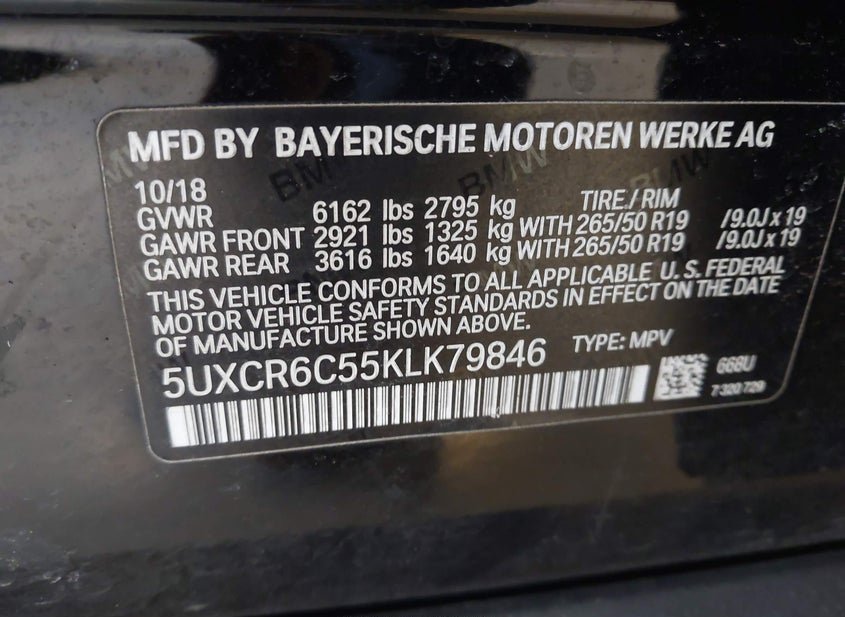 MFD BY BAYERISCHE MOTOREN WERKE AG
10/18 TIRE/RIM
GVWR 6162 lbs 2795 kg
GAWR FRONT 2921 lbs 1325 kg WITH 265/50 R19 /9.0J x 19
GAWR REAR 3616 lbs 1640 kg WITH 265/50 R19 /9.0J x 19
THIS VEHICLE CONFORMS TO ALL APPLICABLE U.S. FEDERAL
MOTOR VEHICLE SAFETY STANDARDS IN EFFECT ON THE DATE
OF MANUFACTURE SHOWN ABOVE.
5UXCR6C55KLK79846 TYPE: MPV
668U
7 320 729